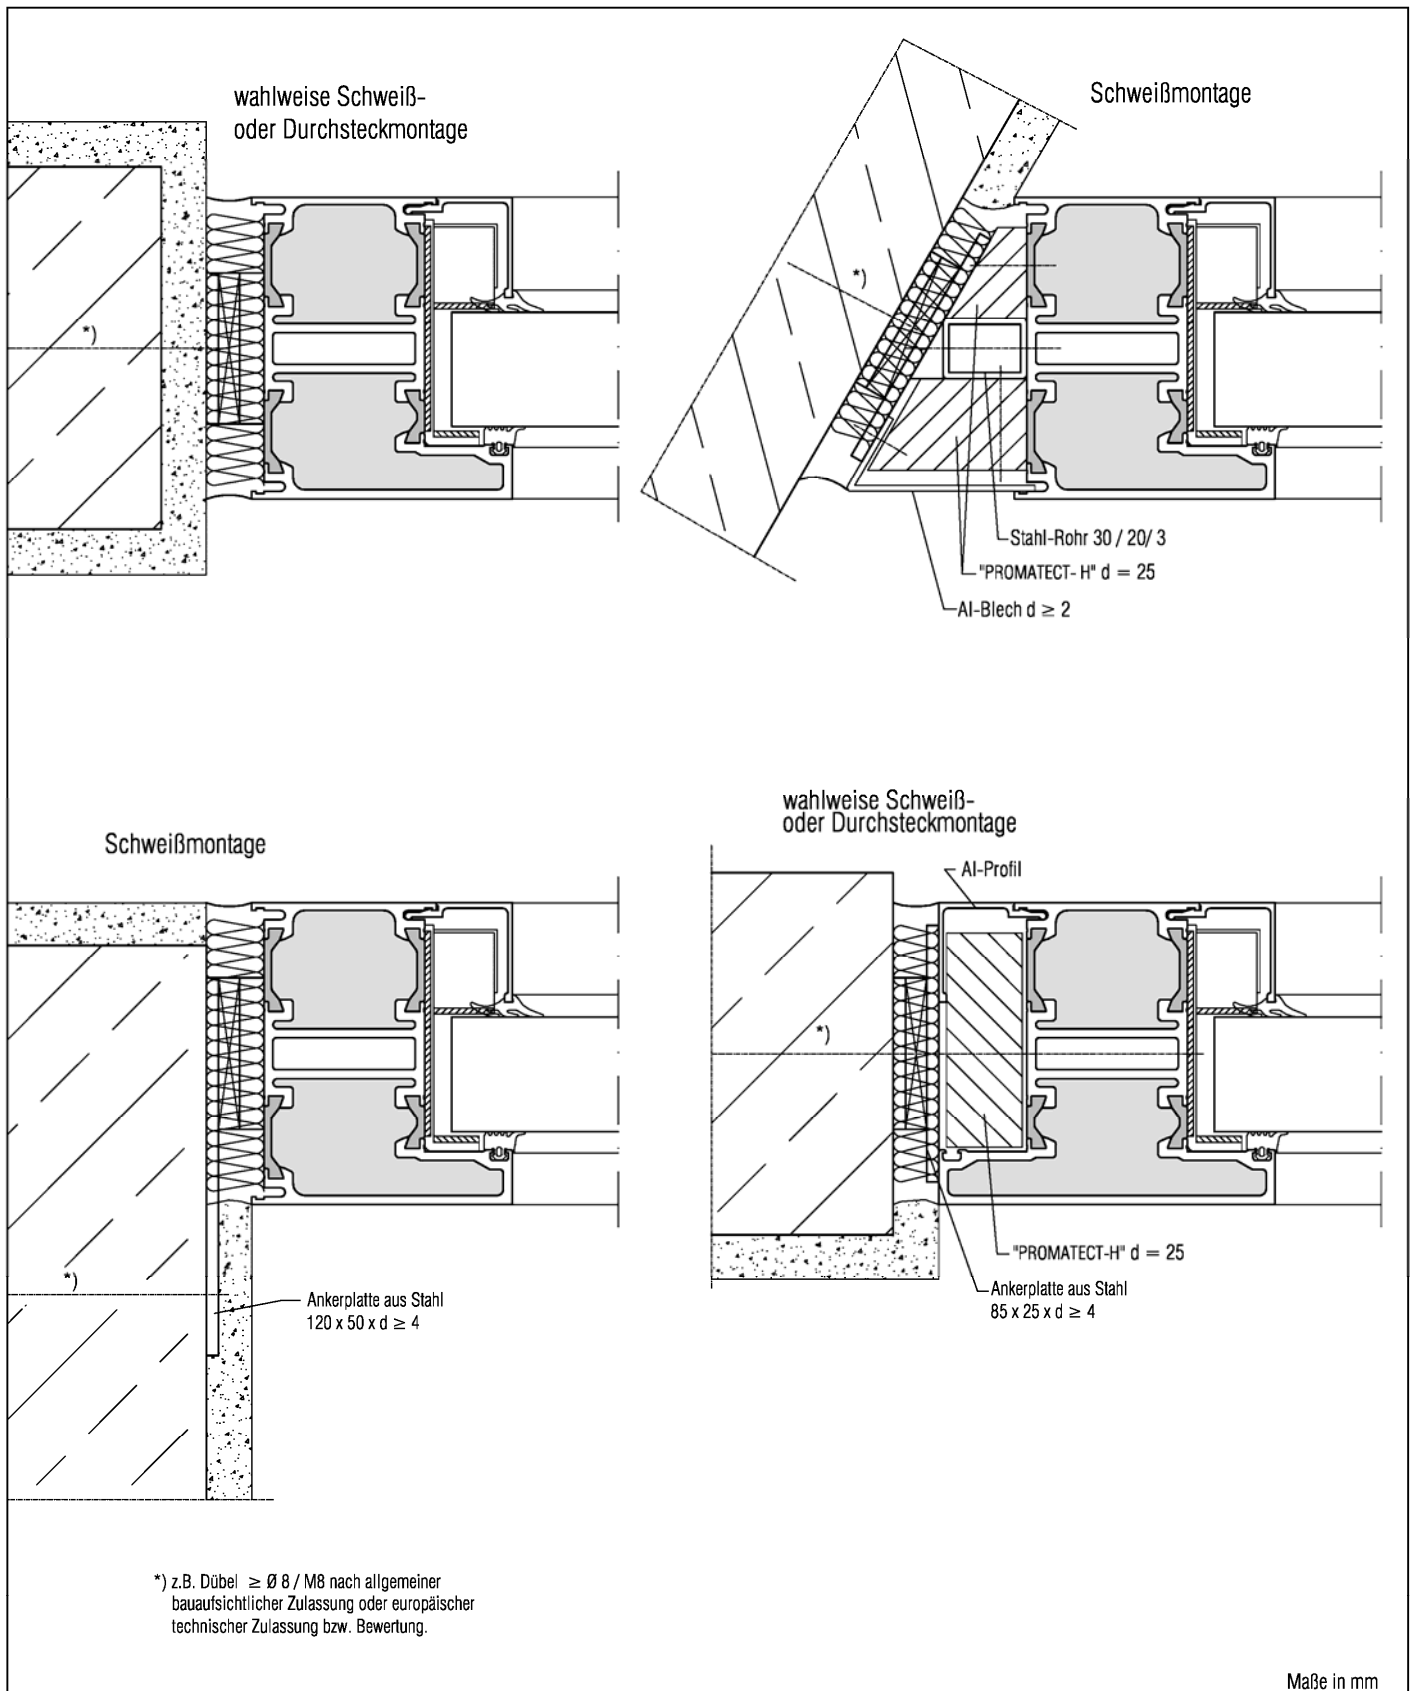 wahlweise Schweiß-
oder Durchsteckmontage
Schweißmontage
*)
*)
Stahl-Rohr 30 / 20/ 3
"PROMATECT- H" d = 25
Al-Blech d ≥ 2
Schweißmontage
wahlweise Schweiß-
oder Durchsteckmontage
Al-Profil
*)
*)
"PROMATECT-H" d = 25
Ankerplatte aus Stahl
120 x 50 x d ≥ 4
Ankerplatte aus Stahl
85 x 25 x d ≥ 4
*) z.B. Dübel ≥ Ø 8 / M8 nach allgemeiner
bauaufsichtlicher Zulassung oder europäischer
technischer Zulassung bzw. Bewertung.
Maße in mm